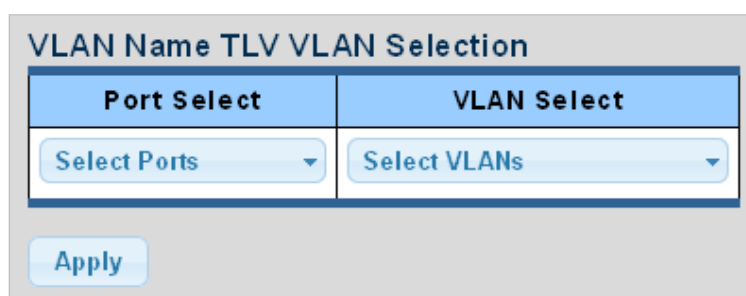 VLAN Name TLV VLAN Selection
Port Select VLAN Select
Select Ports Select VLANs
Apply